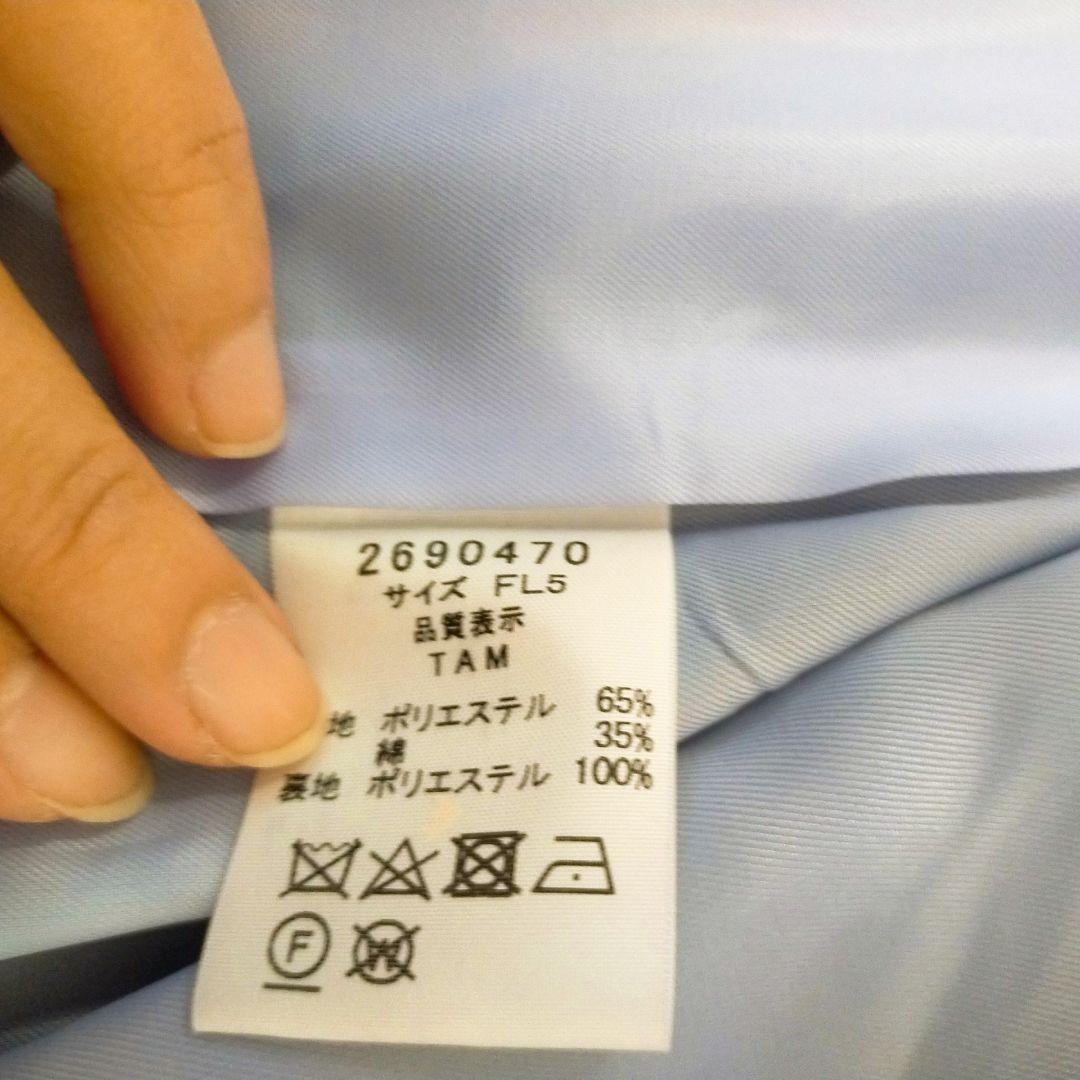 2690470
サイズ FL5
品質表示
TAM
地 ポリエステル 65%
綿 35%
裏地 ポリエステル 100%
F
W